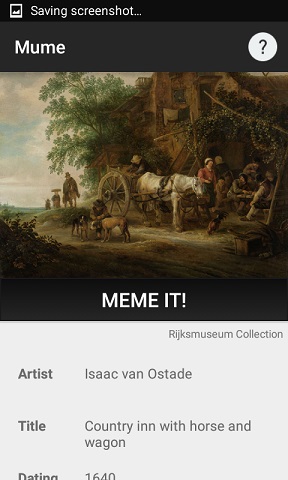 Saving screenshot…
Mume
?
MEME IT!
Rijksmuseum Collection
Artist Isaac van Ostade
Title Country inn with horse and
wagon
Dating 1640